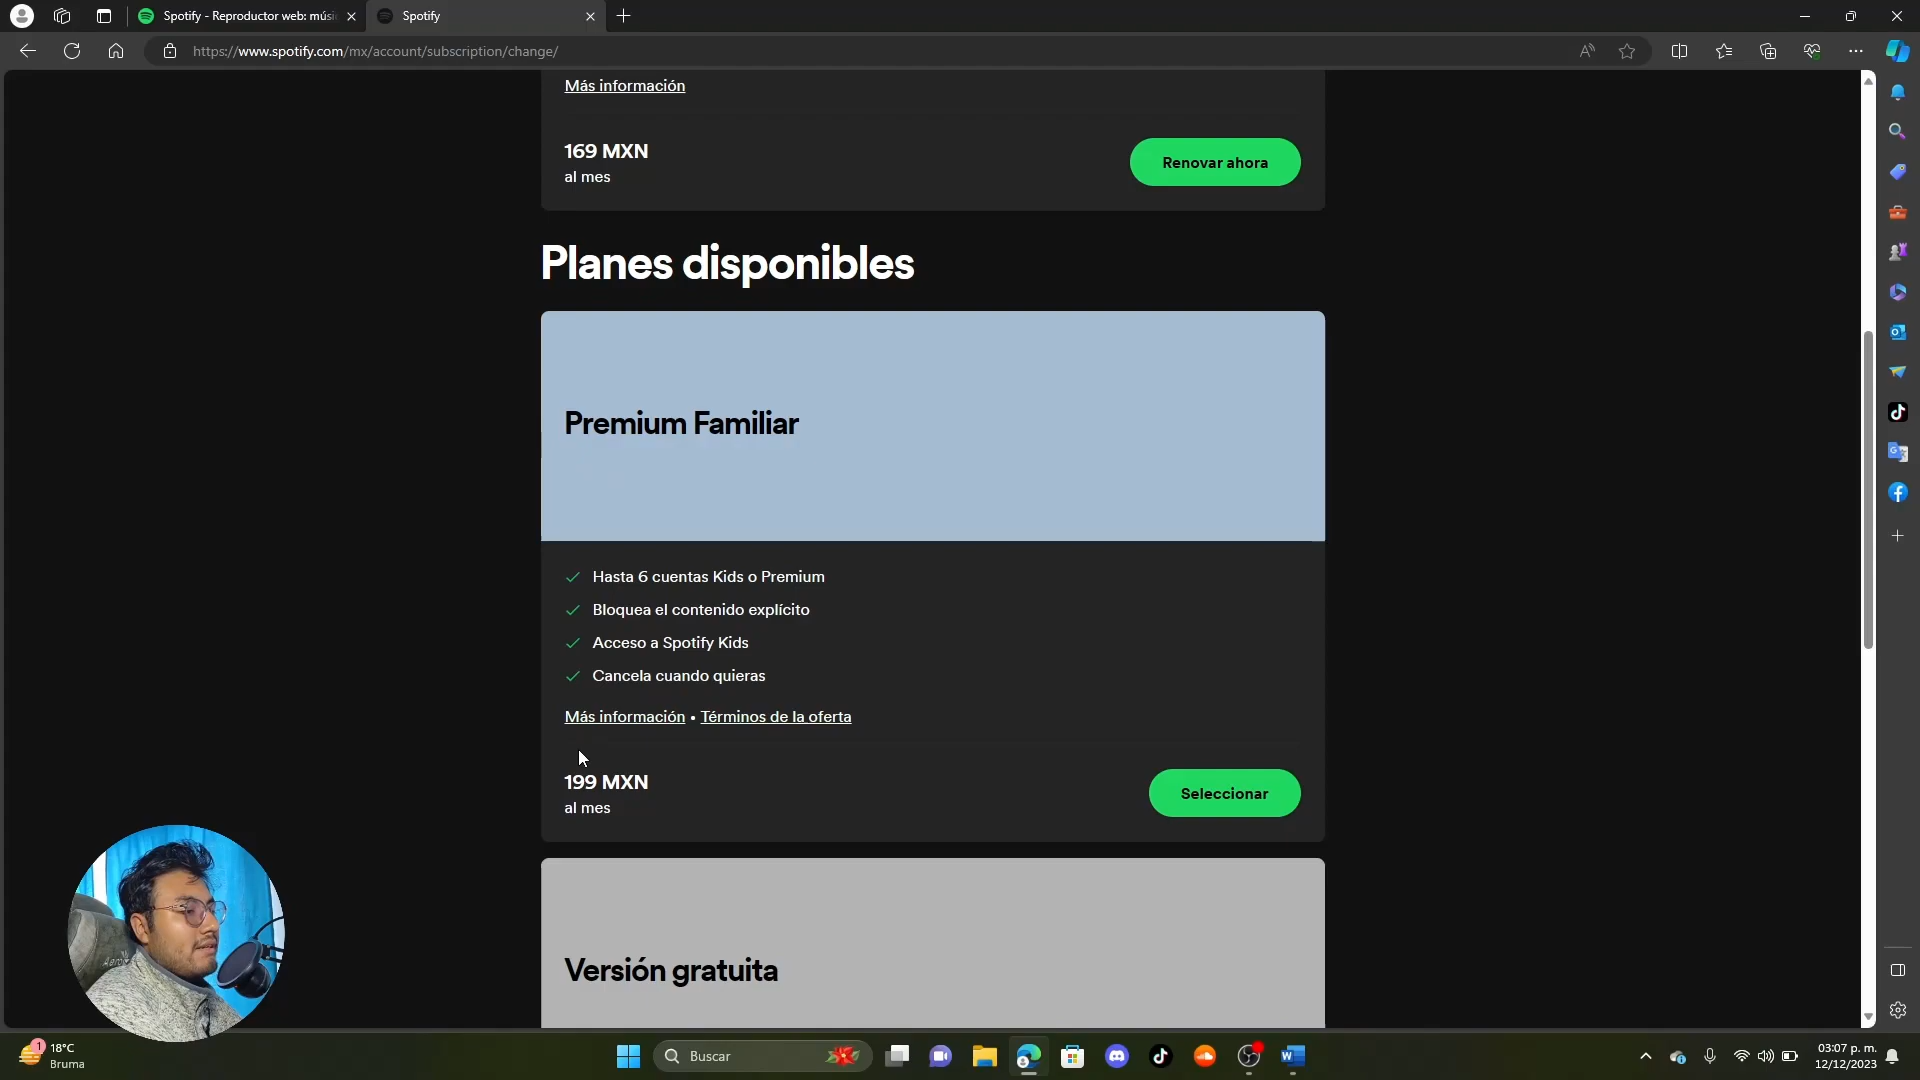 Spotify - Reproductor web: músi
Spotify
https://www.spotify.com/mx/account/subscription/change/
Más información
169 MXN
al mes
Renovar ahora
Planes disponibles
Premium Familiar
Hasta 6 cuentas Kids o Premium
Bloquea el contenido explícito
Acceso a Spotify Kids
Cancela cuando quieras
Más información • Términos de la oferta
199 MXN
al mes
Seleccionar
Versión gratuita
1
18°C
Bruma
Buscar
03:07 p. m.
12/12/2023